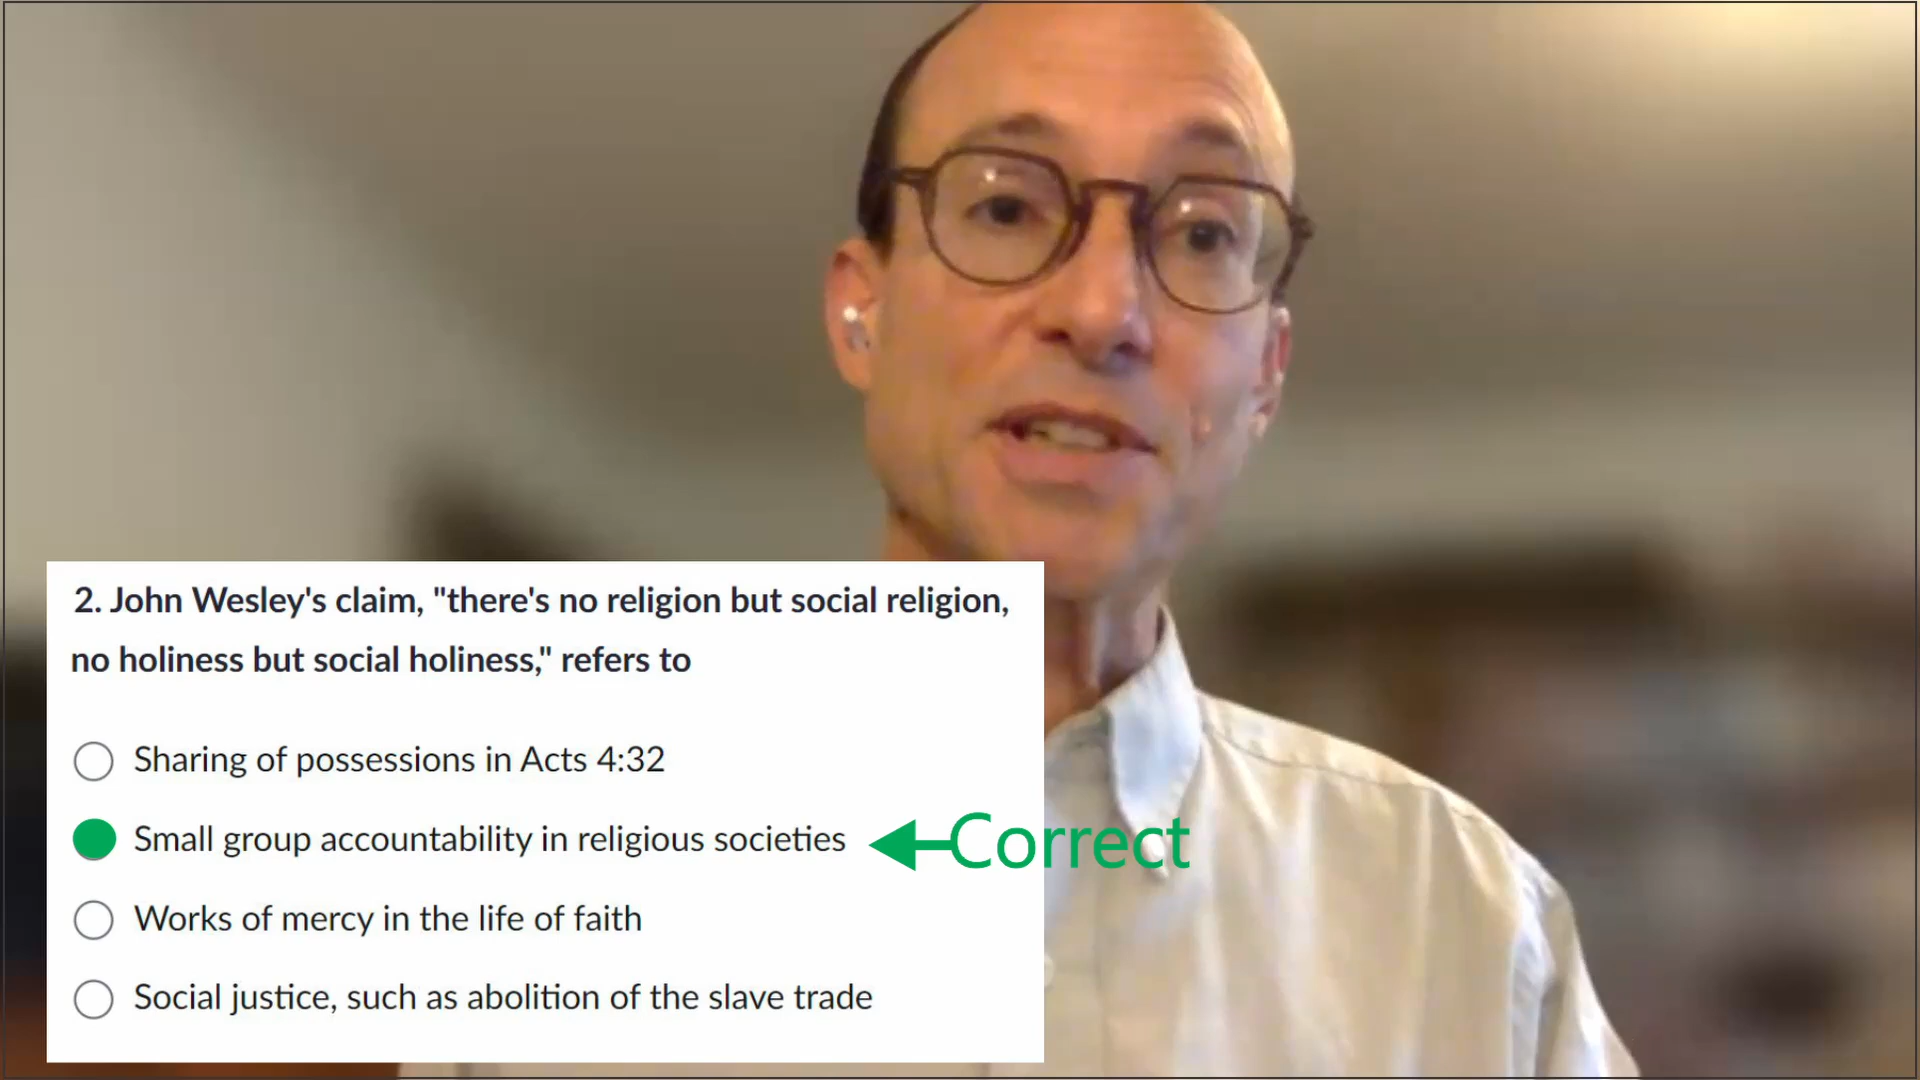 2. John Wesley's claim, "there's no religion but social religion,
no holiness but social holiness," refers to
Sharing of possessions in Acts 4:32
Small group accountability in religious societies
Correct
Works of mercy in the life of faith
Social justice, such as abolition of the slave trade